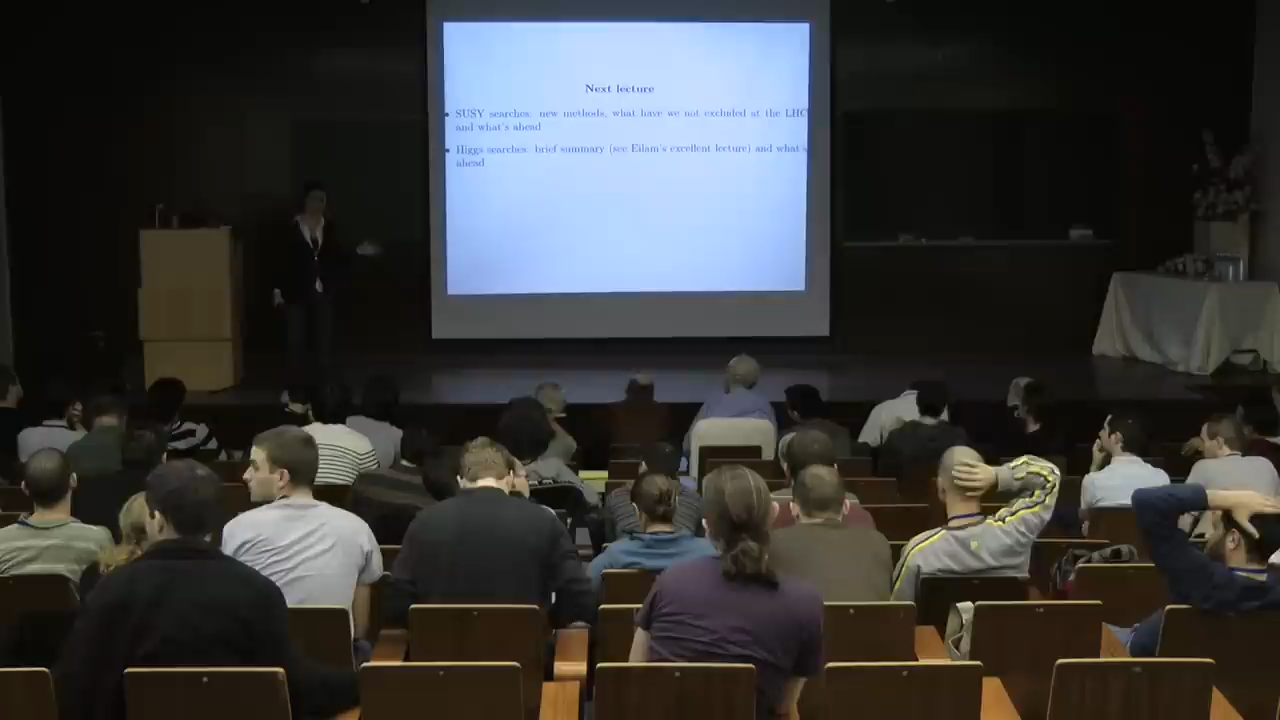 Next lecture
• SUSY searches: new methods, what have we not excluded at the LHC
and what's ahead
• Higgs searches: brief summary (see Eilam's excellent lecture) and what's
ahead